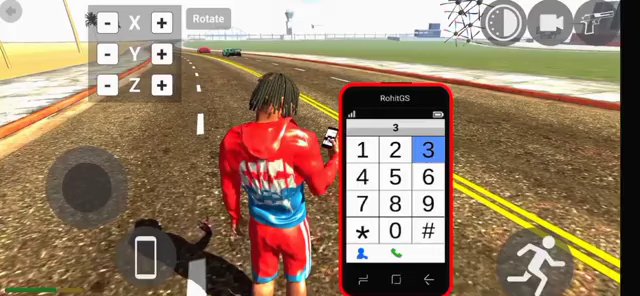 - X +
Rotate
- Y +
- Z +
RohitGS
3
1 2 3
4 5 6
7 8 9
* 0 #